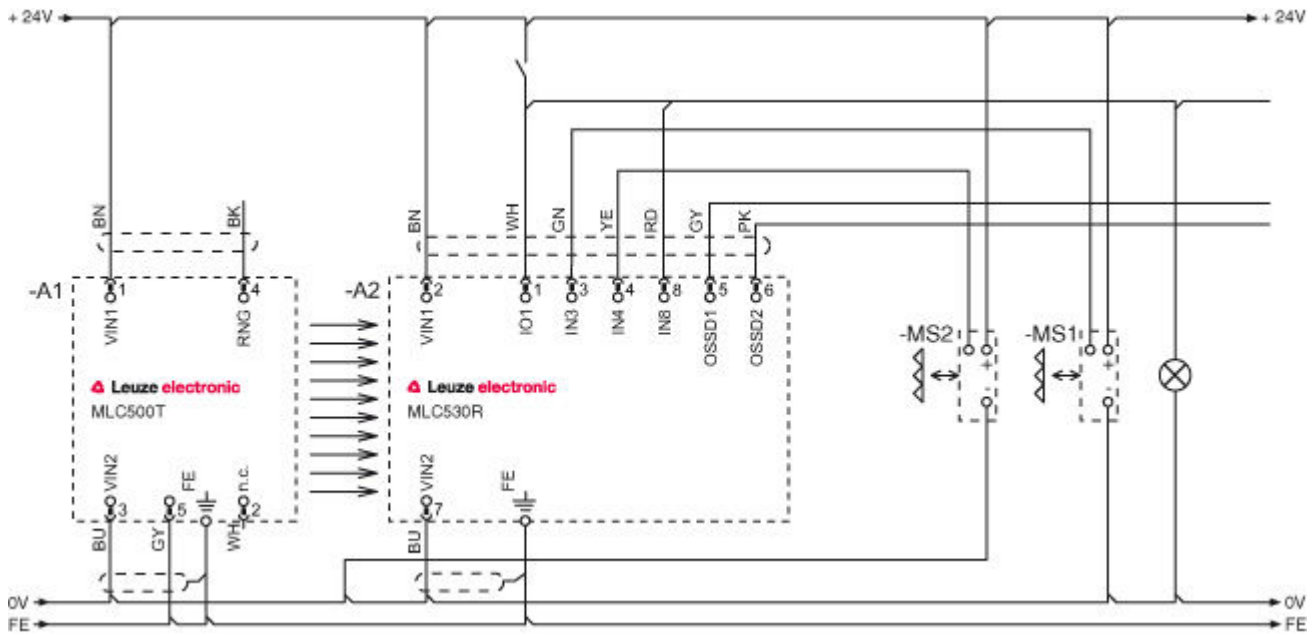 + 24V
+ 24V
BN
BK
BN
WH
GN
YE
RD
GY
PK
-A1
1
4
-A2
2
1
3
4
8
5
6
VIN1
RNG
VIN1
IO1
IN3
IN4
IN8
OSSD1
OSSD2
-MS2
+
-
-MS1
+
-
Leuze electronic
MLC500T
Leuze electronic
MLC530R
VIN2
FE
n.c.
VIN2
FE
3
5
2
7
BU
GY
WH
BU
0V
0V
FE
FE